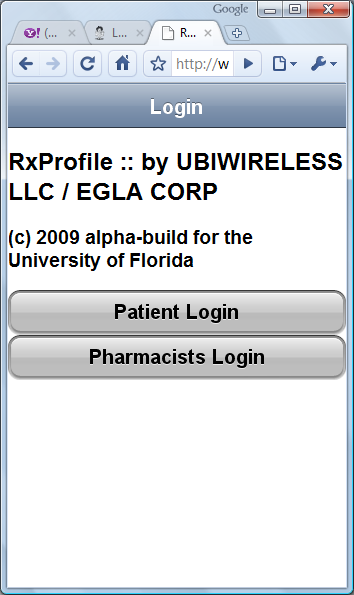 Google
(...
L...
R...
http://w
Login
RxProfile :: by UBIWIRELESS
LLC / EGLA CORP
(c) 2009 alpha-build for the
University of Florida
Patient Login
Pharmacists Login